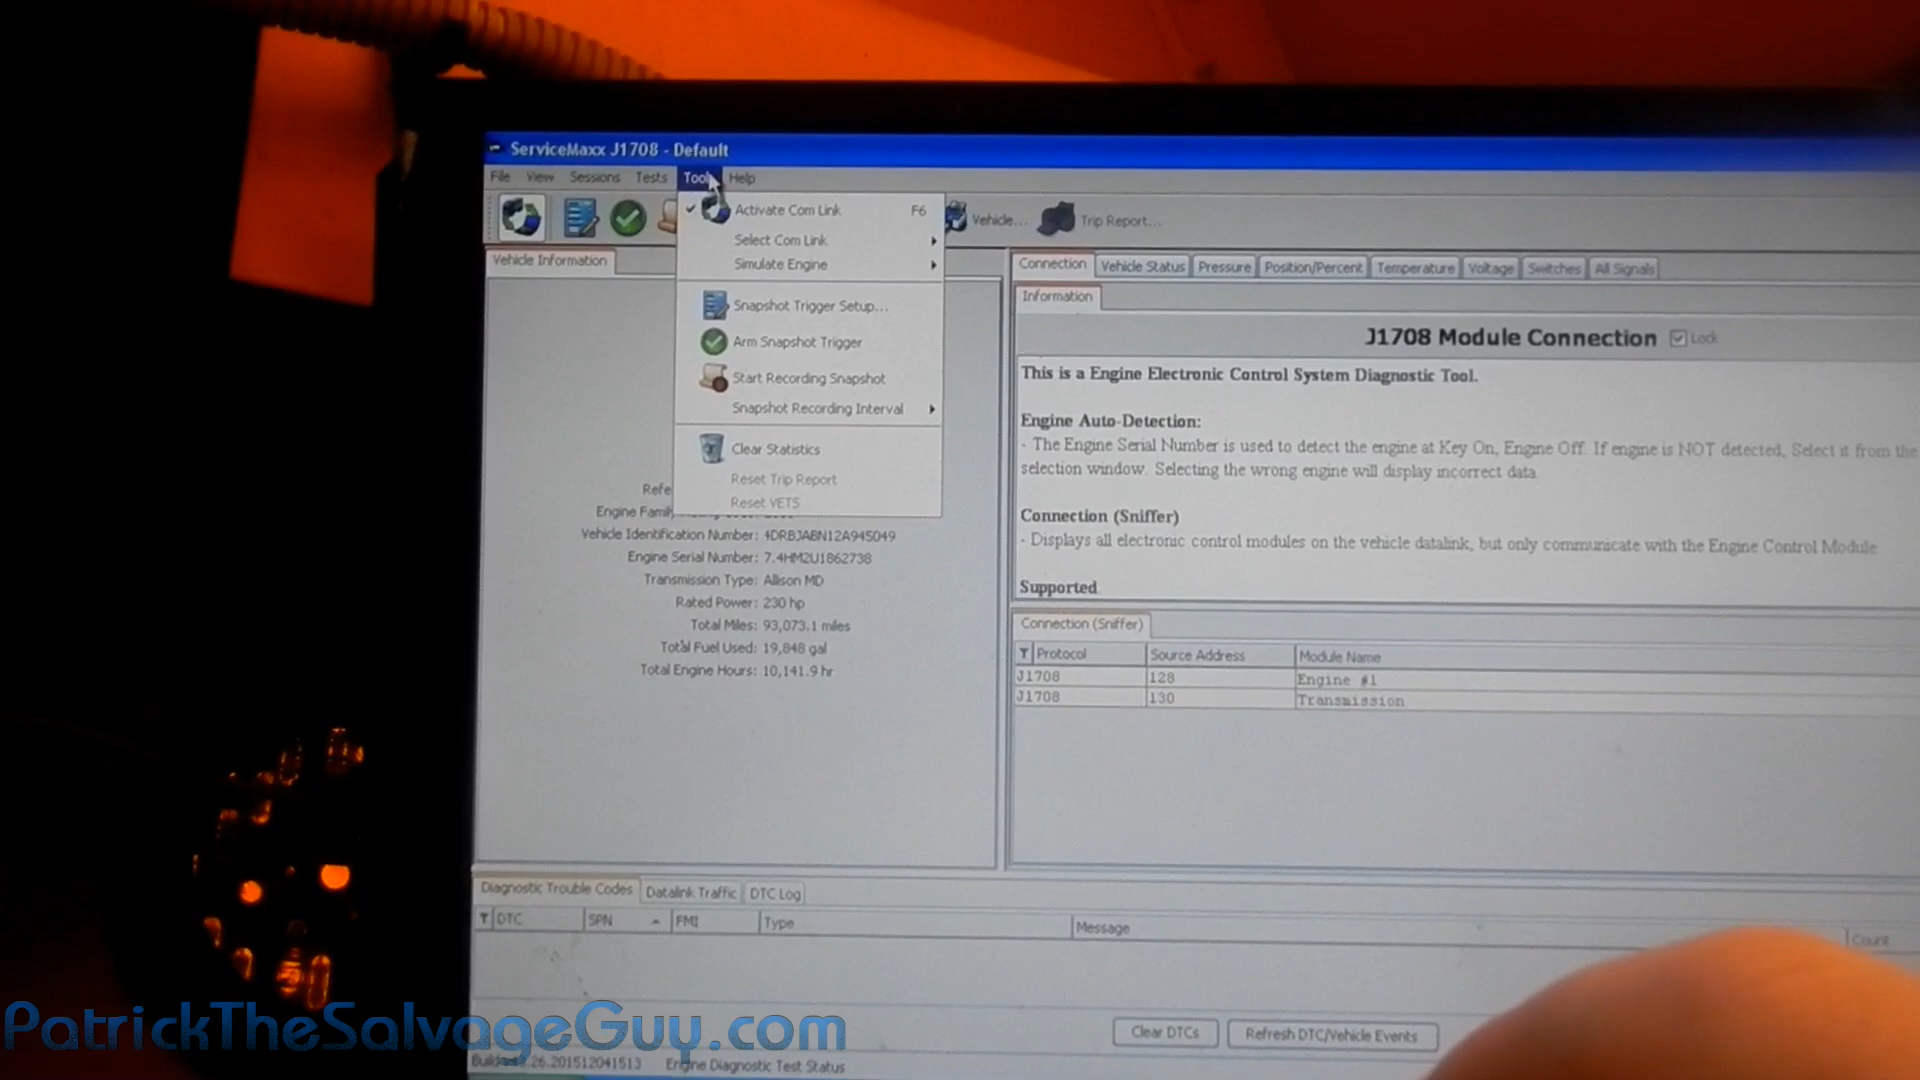 ServiceMaxx J1708 - Default
File View Sessions Tests Tools Help
Activate Com Link F6
Select Com Link
Simulate Engine
Snapshot Trigger Setup...
Arm Snapshot Trigger
Start Recording Snapshot
Snapshot Recording Interval
Clear Statistics
Reset Trip Report
Reset VETS
Vehicle... Trip Report...
Vehicle Information
Refe
Engine Family
Vehicle Identification Number: 4DRBJABN12A945049
Engine Serial Number: 7.4HM2U1862738
Transmission Type: Allison MD
Rated Power: 230 hp
Total Miles: 93,073.1 miles
Total Fuel Used: 19,848 gal
Total Engine Hours: 10,141.9 hr
Connection Vehicle Status Pressure Position/Percent Temperature Voltage Switches All Signals
Information
J1708 Module Connection Lock
This is a Engine Electronic Control System Diagnostic Tool.
Engine Auto-Detection:
- The Engine Serial Number is used to detect the engine at Key On, Engine Off. If engine is NOT detected, Select it from the
selection window. Selecting the wrong engine will display incorrect data.
Connection (Sniffer)
- Displays all electronic control modules on the vehicle datalink, but only communicate with the Engine Control Module
Supported
Connection (Sniffer)
Protocol Source Address Module Name
J1708 128 Engine #1
J1708 130 Transmission
Diagnostic Trouble Codes Datalink Traffic DTC Log
DTC SPN FMI Type Message Count
Clear DTCs Refresh DTC/Vehicle Events
PatrickTheSalvageGuy.com
Engine Diagnostic Test Status